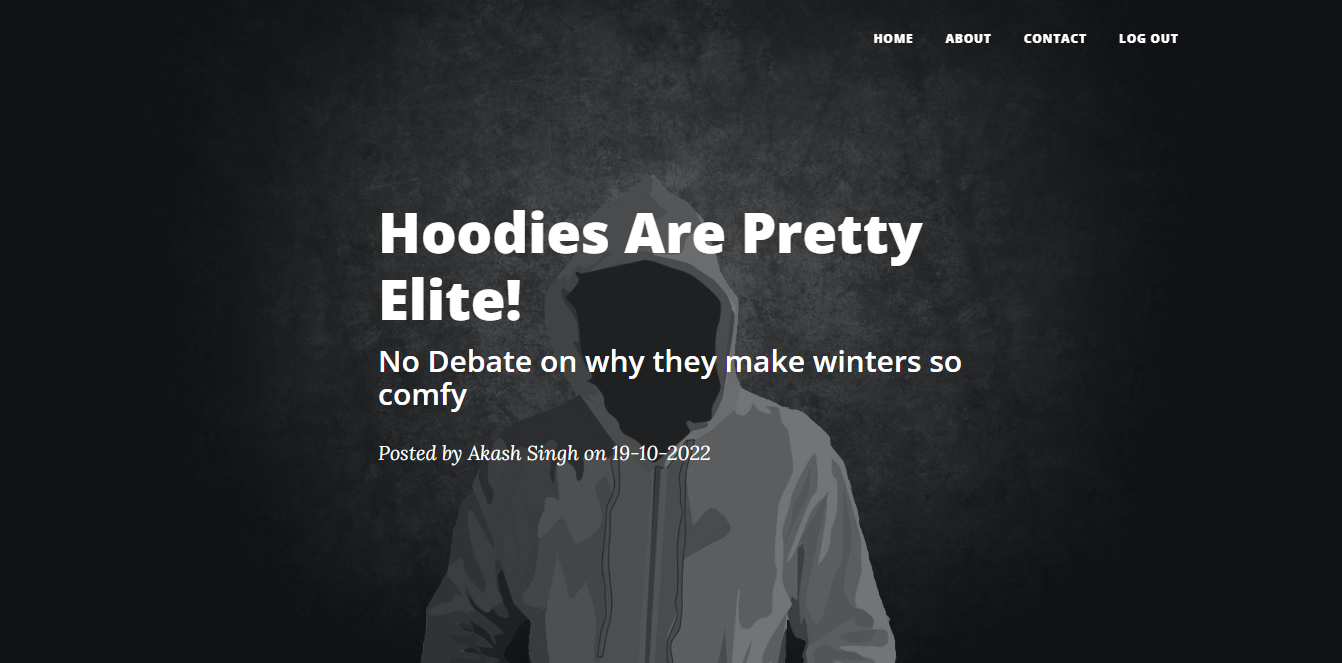 HOME ABOUT CONTACT LOG OUT
Hoodies Are Pretty
Elite!
No Debate on why they make winters so
comfy
Posted by Akash Singh on 19-10-2022